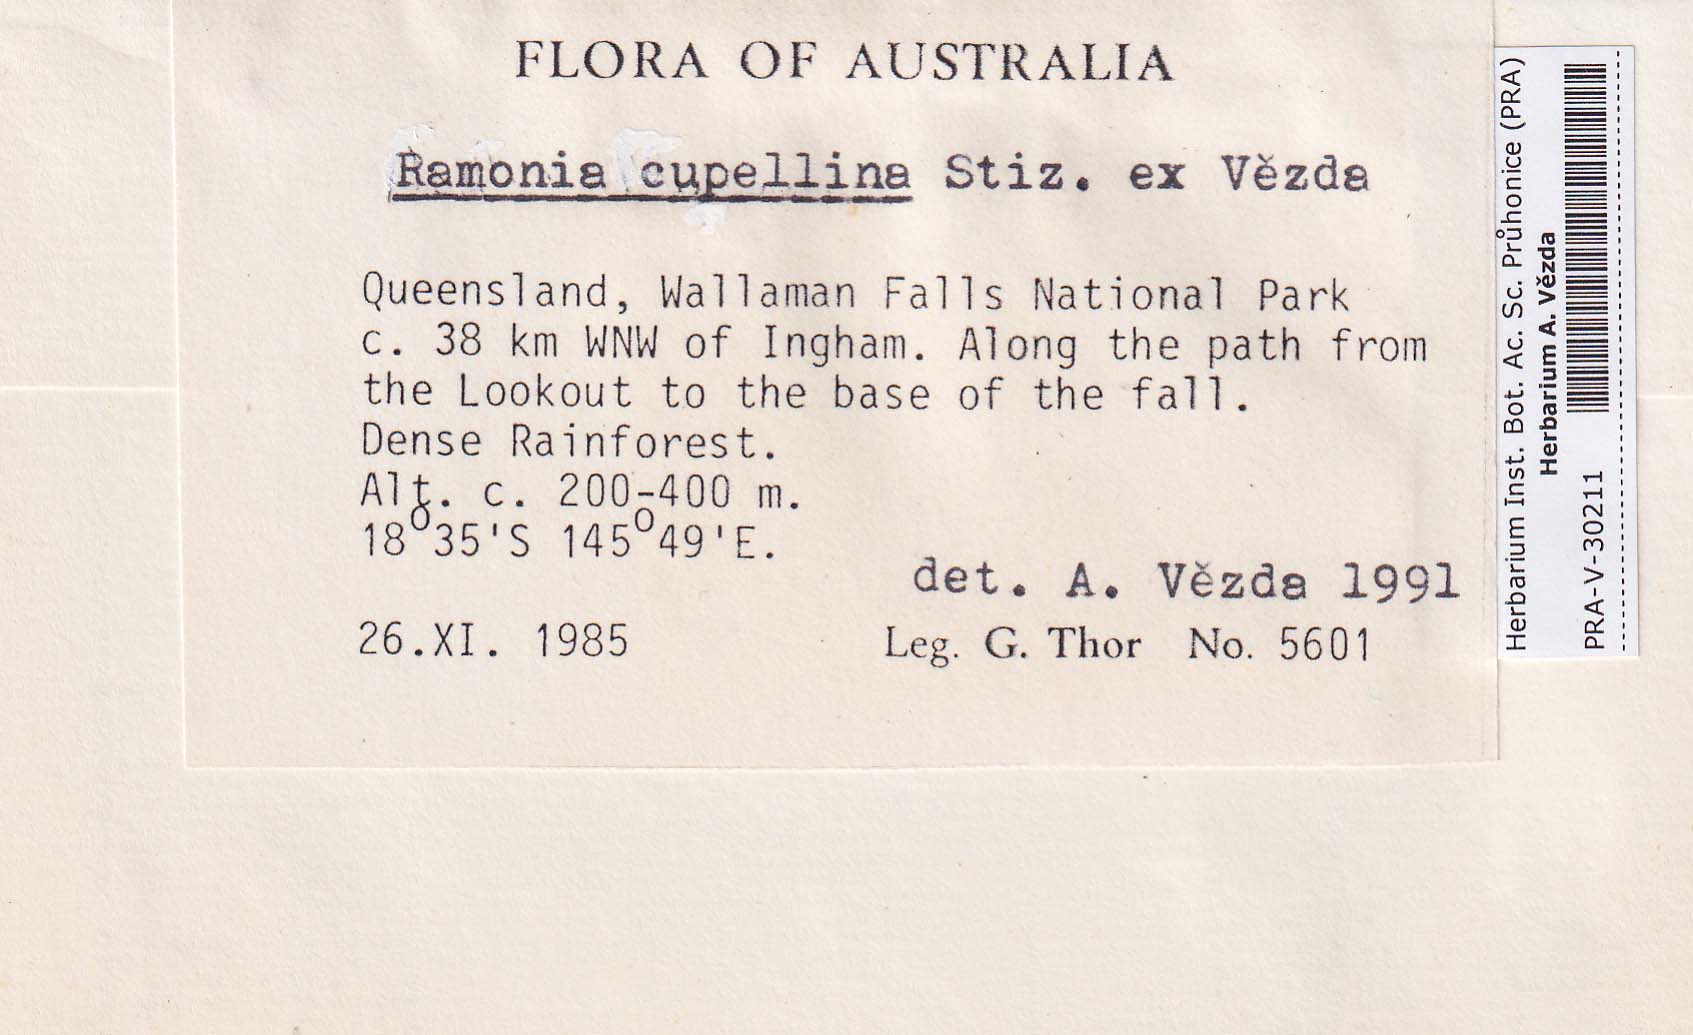 FLORA OF AUSTRALIA
Ramonia cupellina Stiz. ex Vězda
Queensland, Wallaman Falls National Park
c. 38 km WNW of Ingham. Along the path from
the Lookout to the base of the fall.
Dense Rainforest.
Alt. c. 200-400 m.
18°35'S 145°49'E.
det. A. Vězda 1991
26.XI. 1985
Leg. G. Thor No. 5601
Herbarium Inst. Bot. Ac. Sc. Průhonice (PRA)
Herbarium A. Vězda
PRA-V-30211